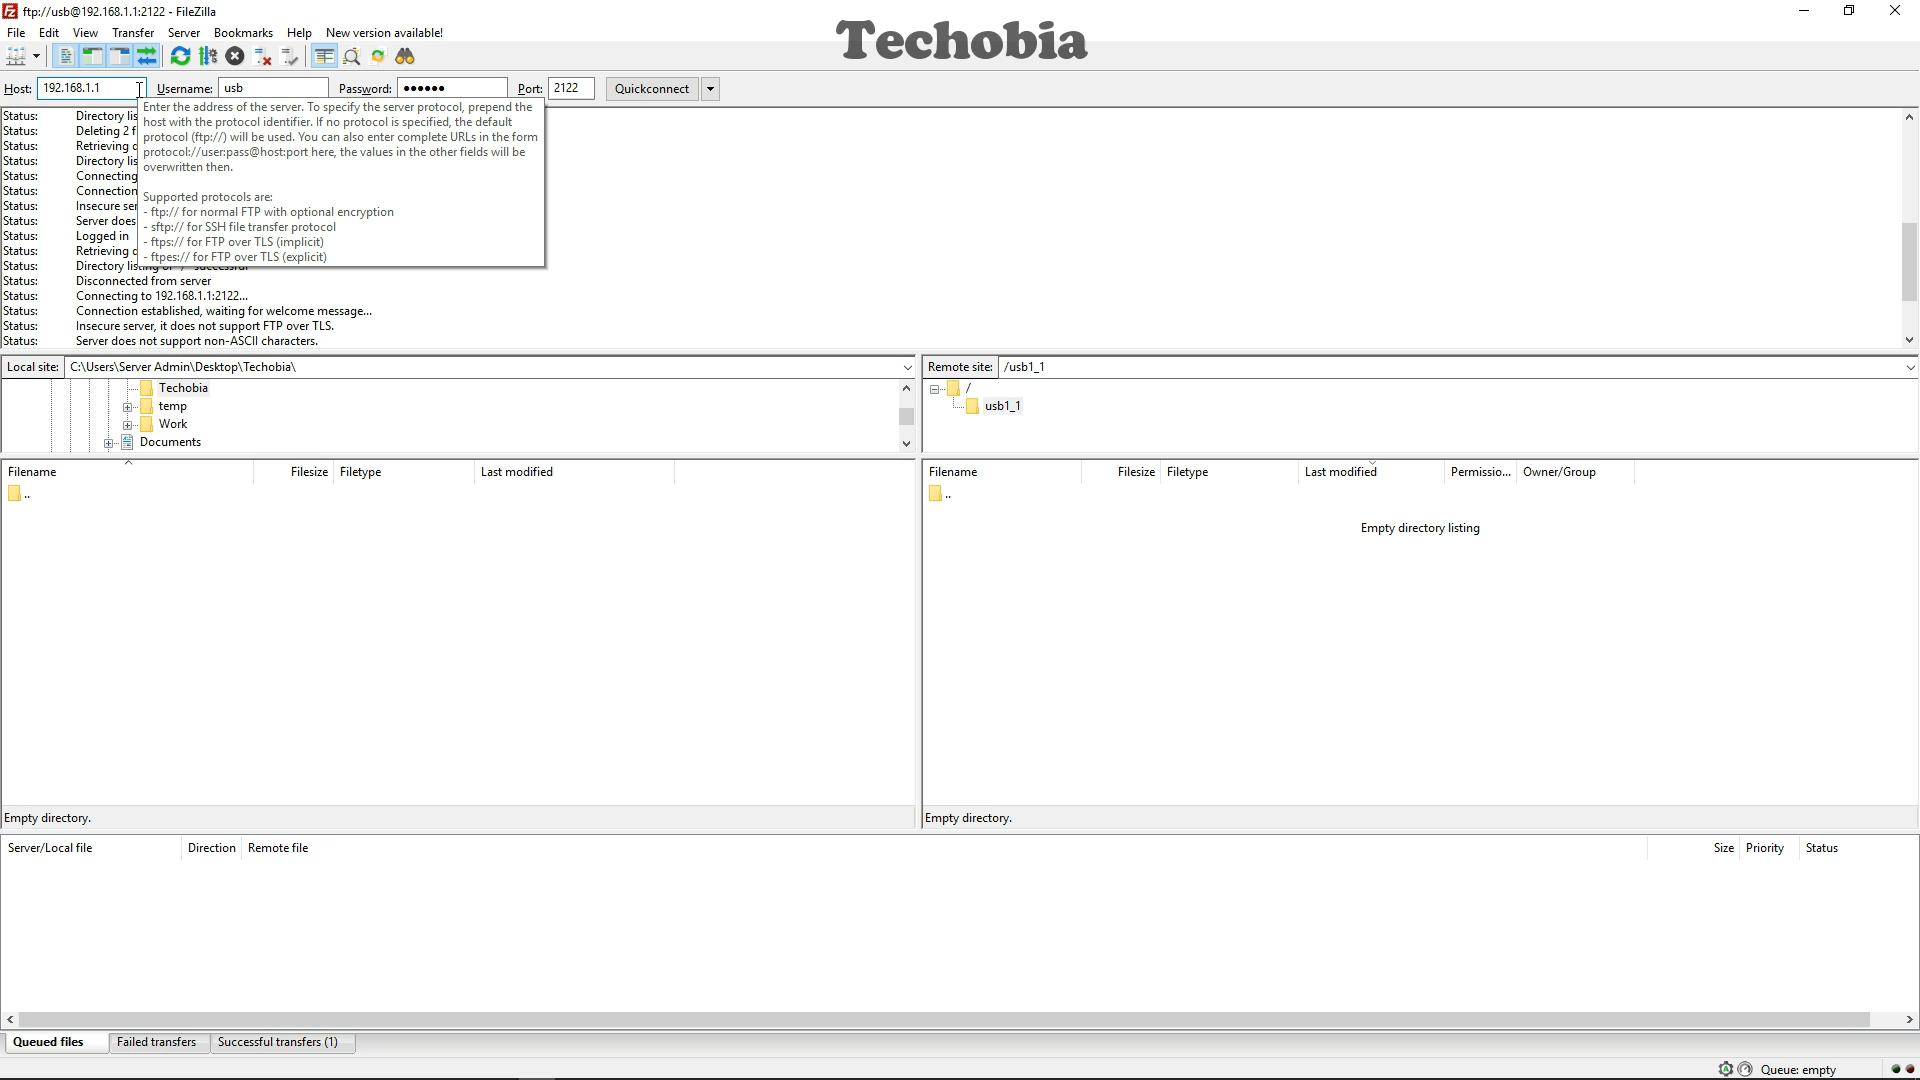 ftp://usb@192.168.1.1:2122 - FileZilla
Techobia
File Edit View Transfer Server Bookmarks Help New version available!
Host: 192.168.1.1 Username: usb Password: ●●●●●● Port: 2122 Quickconnect
Enter the address of the server. To specify the server protocol, prepend the
host with the protocol identifier. If no protocol is specified, the default
protocol (ftp://) will be used. You can also enter complete URLs in the form
protocol://user:pass@host:port here, the values in the other fields will be
overwritten then.
Supported protocols are:
- ftp:// for normal FTP with optional encryption
- sftp:// for SSH file transfer protocol
- ftps:// for FTP over TLS (implicit)
- ftpes:// for FTP over TLS (explicit)
Status: Directory
Status: Deleting 2
Status: Retrieving
Status: Directory
Status: Connecting
Status: Connection
Status: Insecure
Status: Server does
Status: Logged in
Status: Retrieving
Status: Directory
Status: Disconnected from server
Status: Connecting to 192.168.1.1:2122...
Status: Connection established, waiting for welcome message...
Status: Insecure server, it does not support FTP over TLS.
Status: Server does not support non-ASCII characters.
Local site: C:\Users\Server Admin\Desktop\Techobia\
Techobia
temp
Work
Documents
Remote site: /usb1_1
/
usb1_1
Filename Filesize Filetype Last modified
..
Empty directory.
Filename Filesize Filetype Last modified Permissio... Owner/Group
..
Empty directory listing
Empty directory.
Server/Local file Direction Remote file Size Priority Status
Queued files Failed transfers Successful transfers (1)
Queue: empty